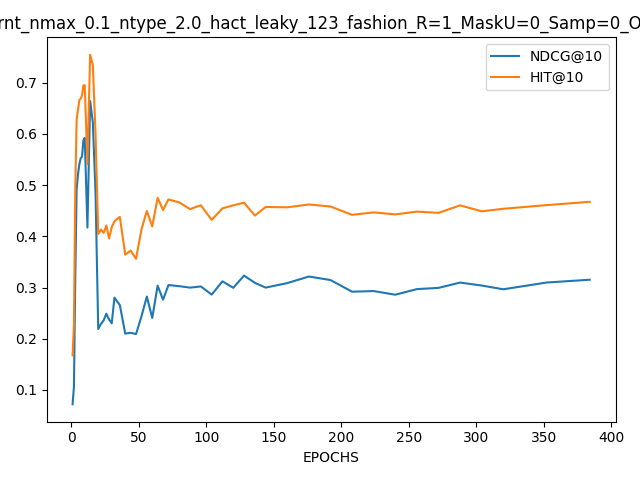 rnt_nmax_0.1_ntype_2.0_hact_leaky_123_fashion_R=1_MaskU=0_Samp=0_O
NDCG@10
HIT@10
0.7
0.6
0.5
0.4
0.3
0.2
0.1
0 50 100 150 200 250 300 350 400
EPOCHS